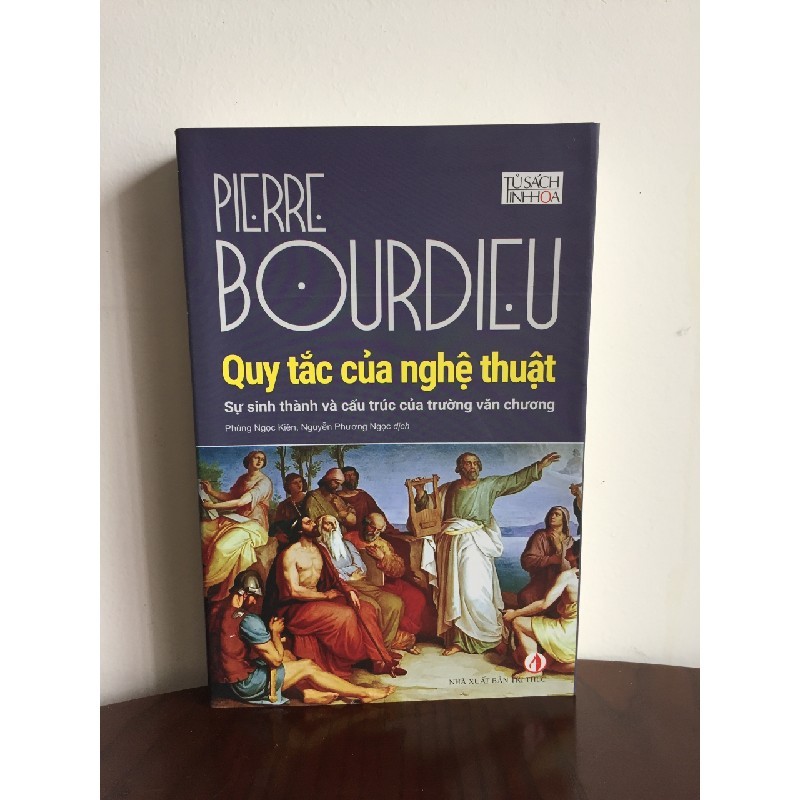 PIERRE
TỦ SÁCH
TINH HOA
BOURDIEU
Quy tắc của nghệ thuật
Sự sinh thành và cấu trúc của trường văn chương
Phùng Ngọc Kiên, Nguyễn Phương Ngọc dịch
NHÀ XUẤT BẢN TRI THỨC